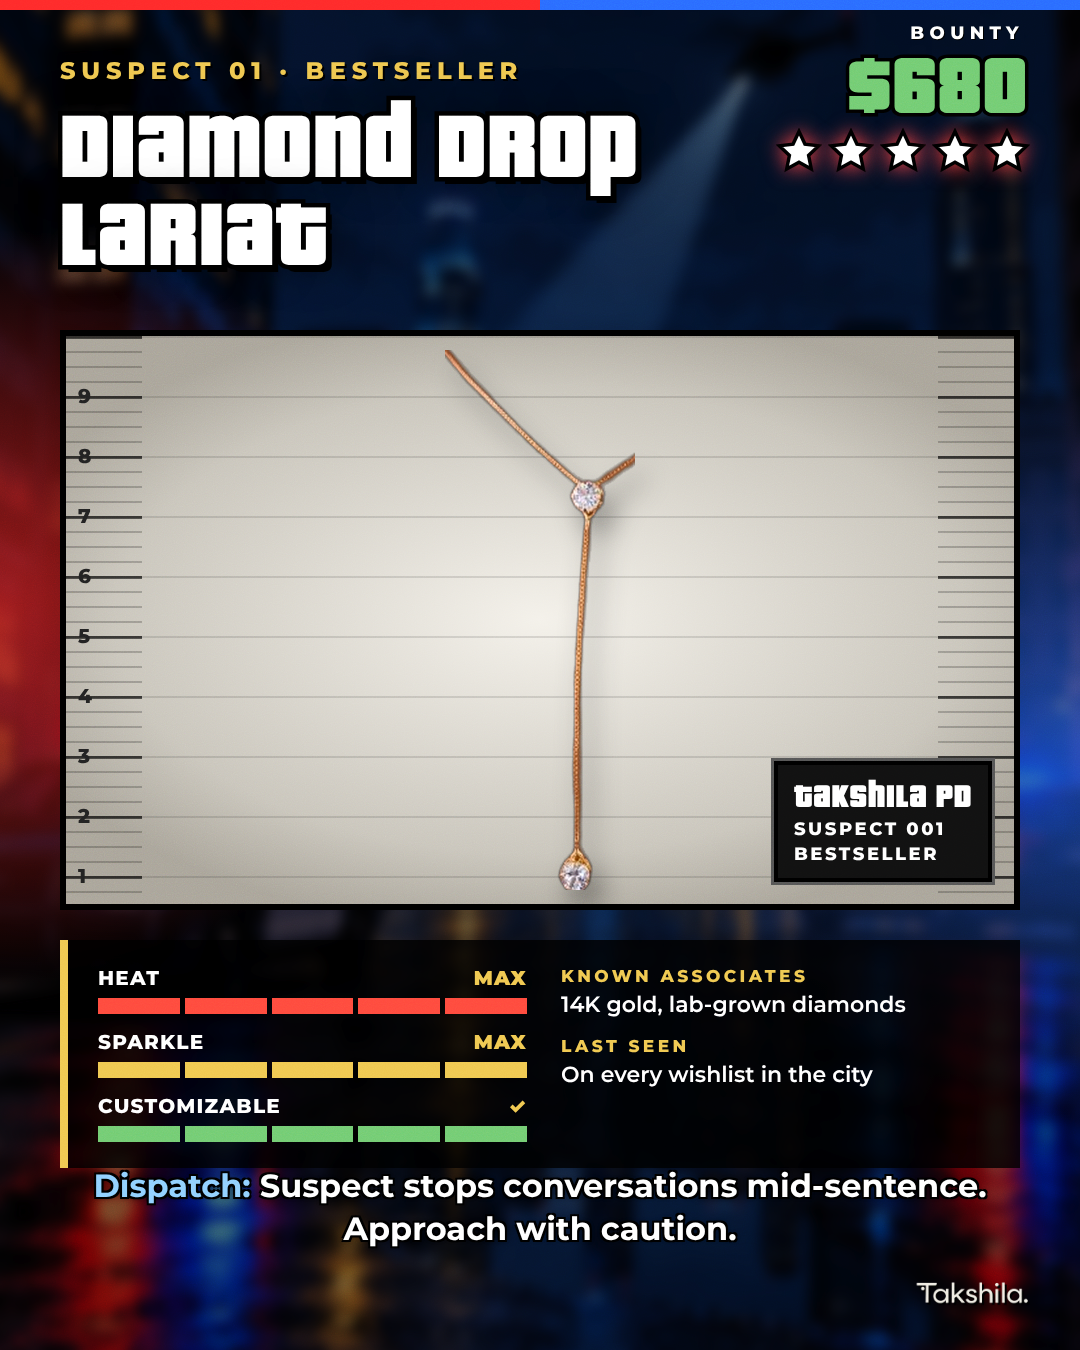 BOUNTY
$680
SUSPECT 01 · BESTSELLER
Diamond Drop
Lariat
9
8
7
6
5
4
3
2
1
Takshila PD
SUSPECT 001
BESTSELLER
HEAT MAX
SPARKLE MAX
CUSTOMIZABLE ✓
KNOWN ASSOCIATES
14K gold, lab-grown diamonds
LAST SEEN
On every wishlist in the city
Dispatch: Suspect stops conversations mid-sentence.
Approach with caution.
Takshila.